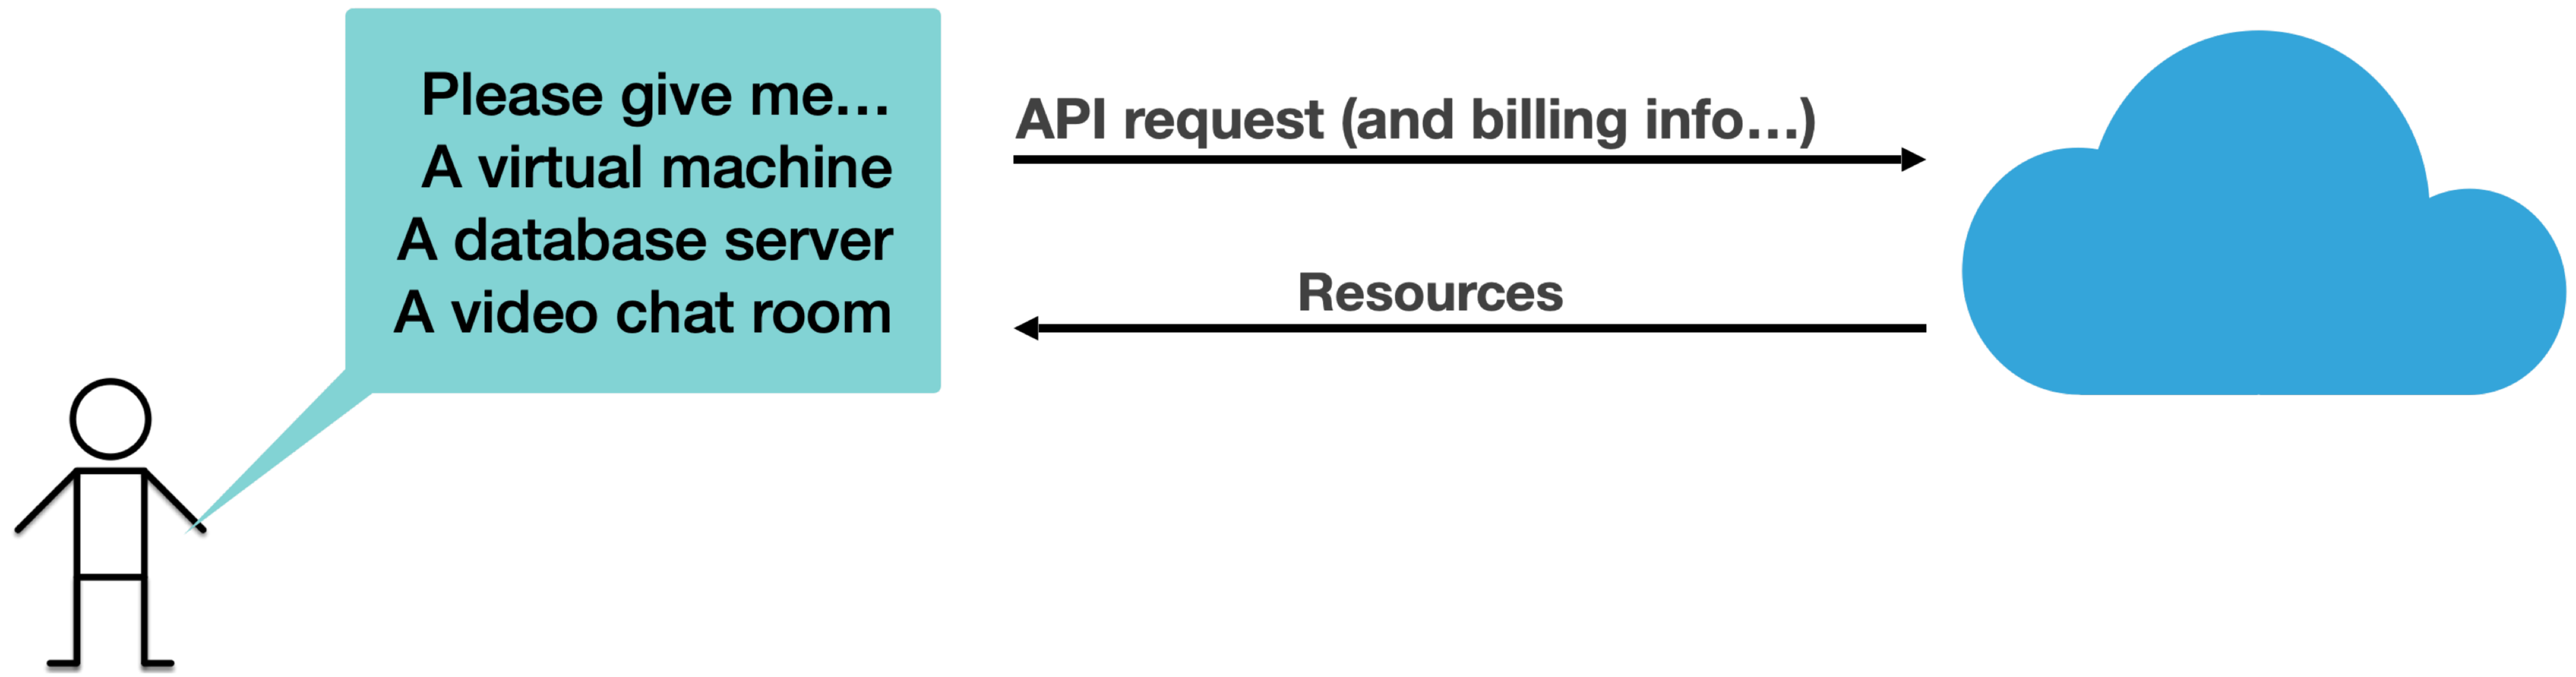 Please give me…
A virtual machine
A database server
A video chat room
API request (and billing info…)
Resources